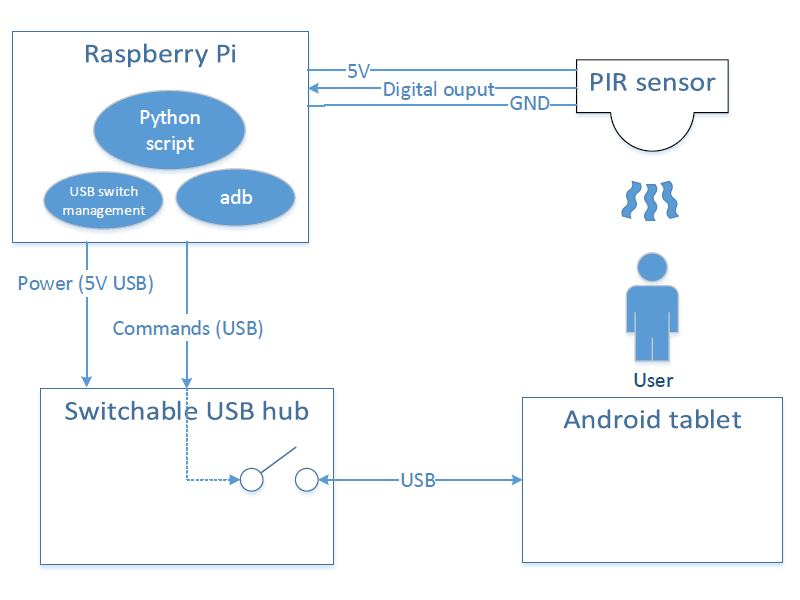 Raspberry Pi
Python
script
USB switch
management
adb
5V
Digital ouput
GND
PIR sensor
Power (5V USB)
Commands (USB)
User
Switchable USB hub
USB
Android tablet